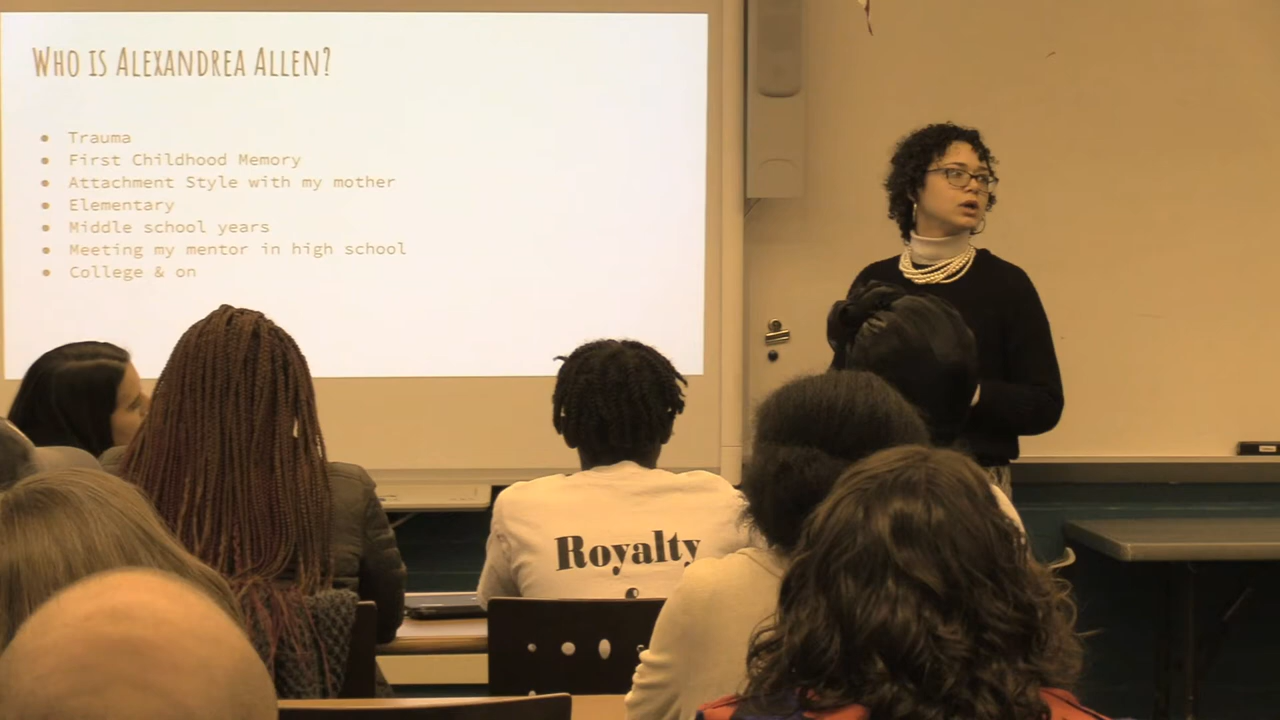 Who is Alexandrea Allen?
Trauma
First Childhood Memory
Attachment Style with my mother
Elementary
Middle school years
Meeting my mentor in high school
College & on
Royalty